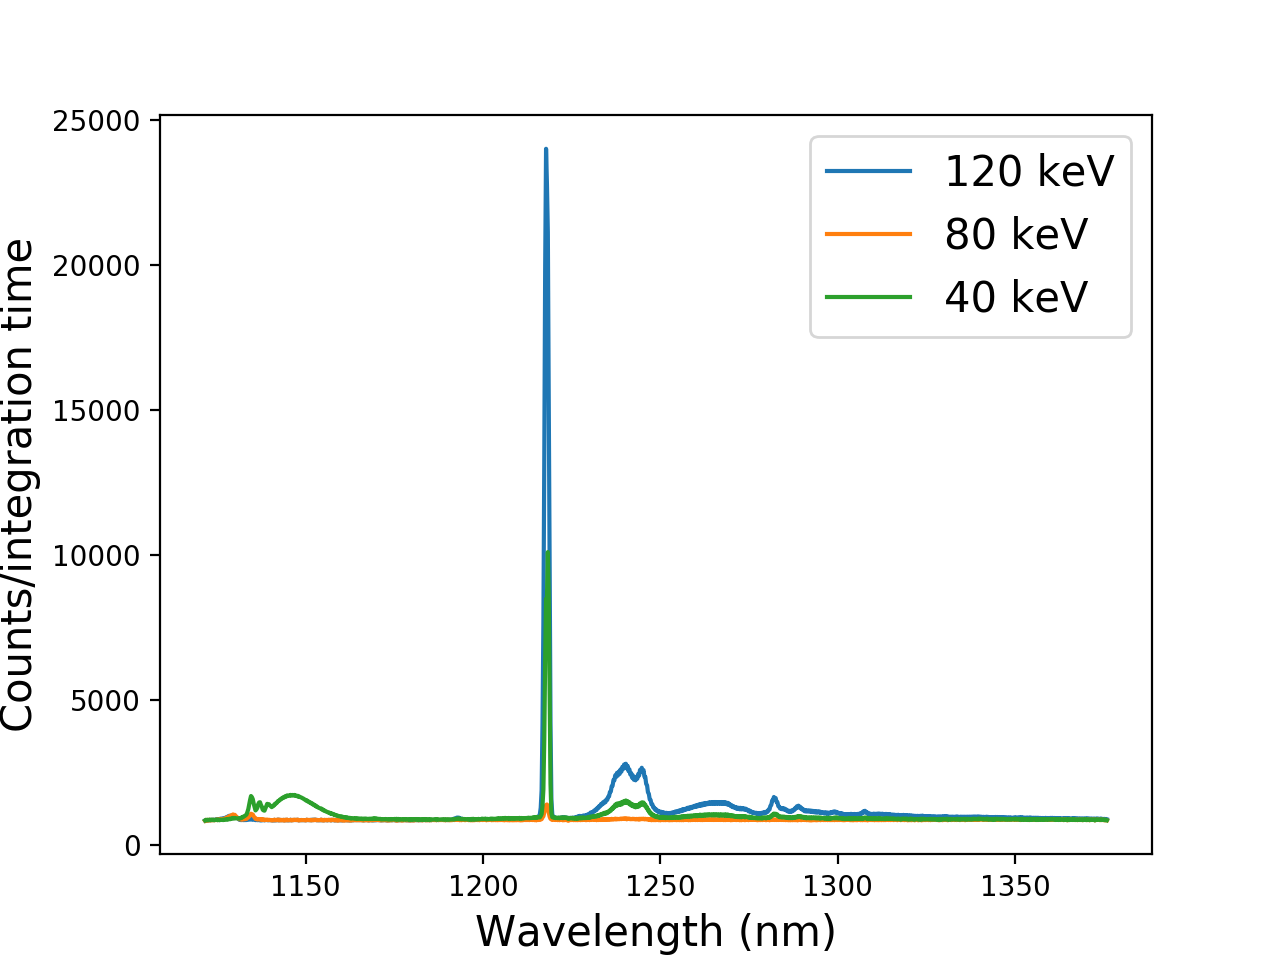 25000
20000
15000
10000
5000
0
Counts/integration time
120 keV
80 keV
40 keV
1150
1200
1250
1300
1350
Wavelength (nm)